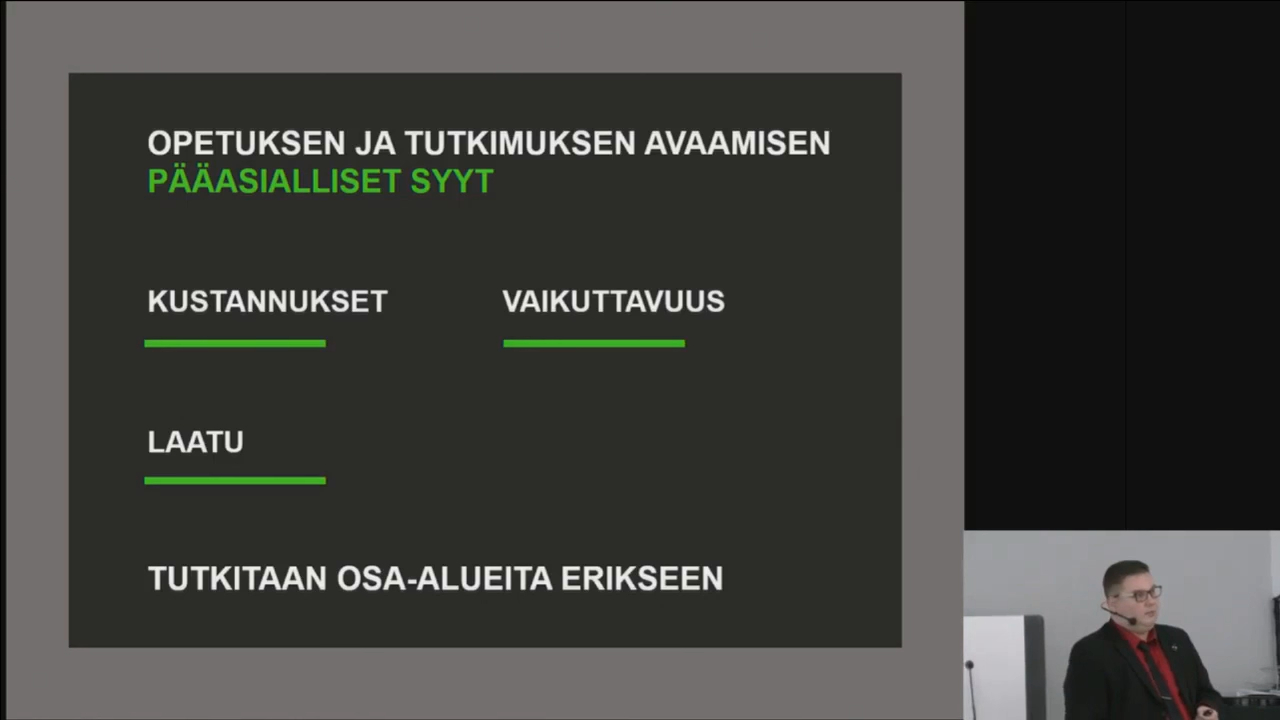 OPETUKSEN JA TUTKIMUKSEN AVAAMISEN
PÄÄASIALLISET SYYT
KUSTANNUKSET
VAIKUTTAVUUS
LAATU
TUTKITAAN OSA-ALUEITA ERIKSEEN